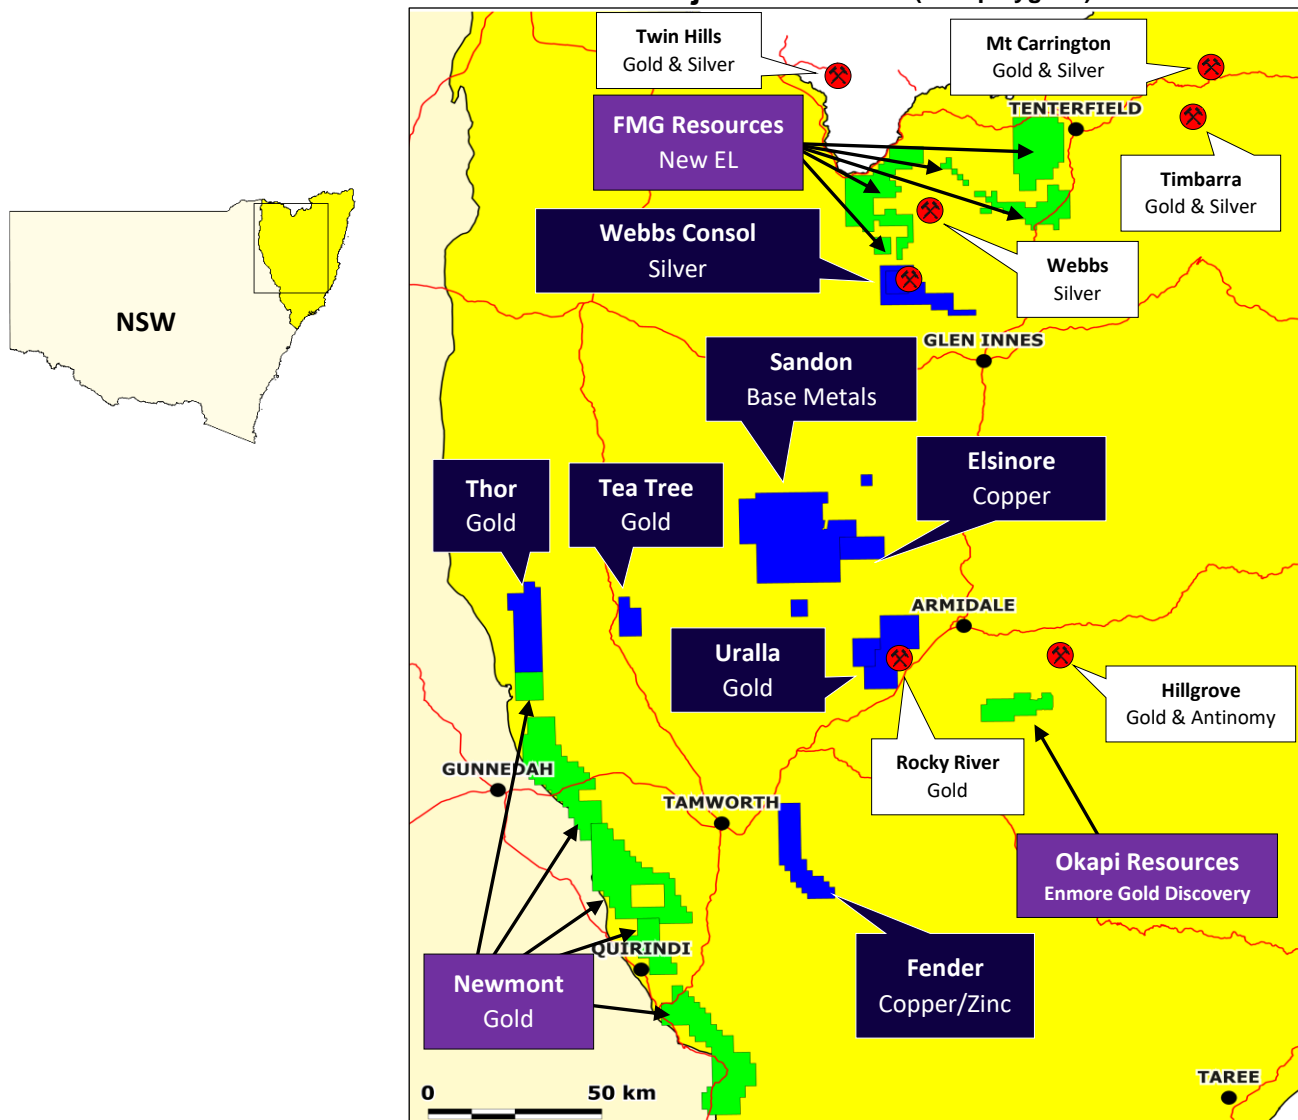 Twin Hills
Gold & Silver
Mt Carrington
Gold & Silver
TENTERFIELD
FMG Resources
New EL
Timbarra
Gold & Silver
Webbs Consol
Silver
Webbs
Silver
NSW
GLEN INNES
Sandon
Base Metals
Elsinore
Copper
Thor
Gold
Tea Tree
Gold
ARMIDALE
Uralla
Gold
Hillgrove
Gold & Antinomy
Rocky River
Gold
GUNNEDAH
TAMWORTH
Okapi Resources
Enmore Gold Discovery
QUIRINDI
Newmont
Gold
Fender
Copper/Zinc
TAREE
0 50 km